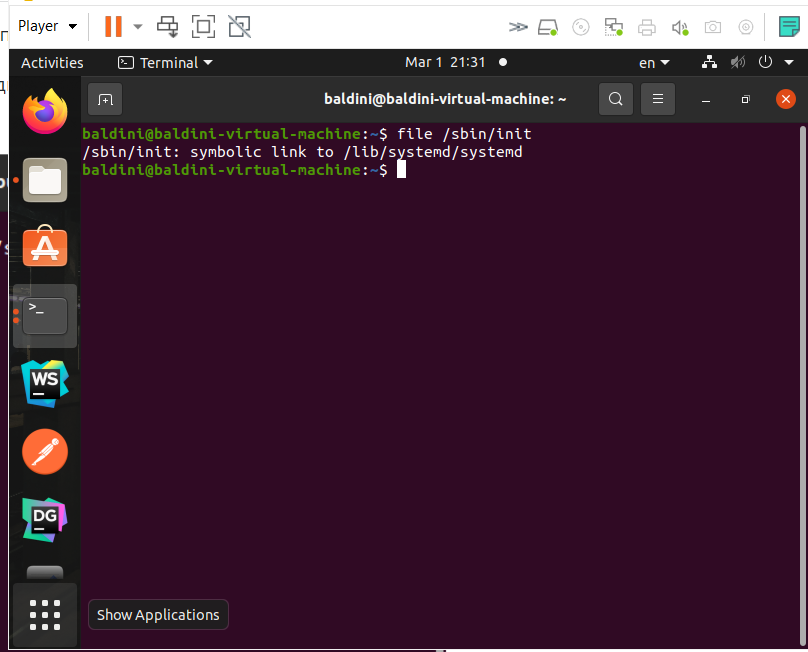 Player
Activities
Terminal
Mar 1 21:31
en
baldini@baldini-virtual-machine: ~
baldini@baldini-virtual-machine:~$ file /sbin/init
/sbin/init: symbolic link to /lib/systemd/systemd
baldini@baldini-virtual-machine:~$
>_
WS
DG
Show Applications